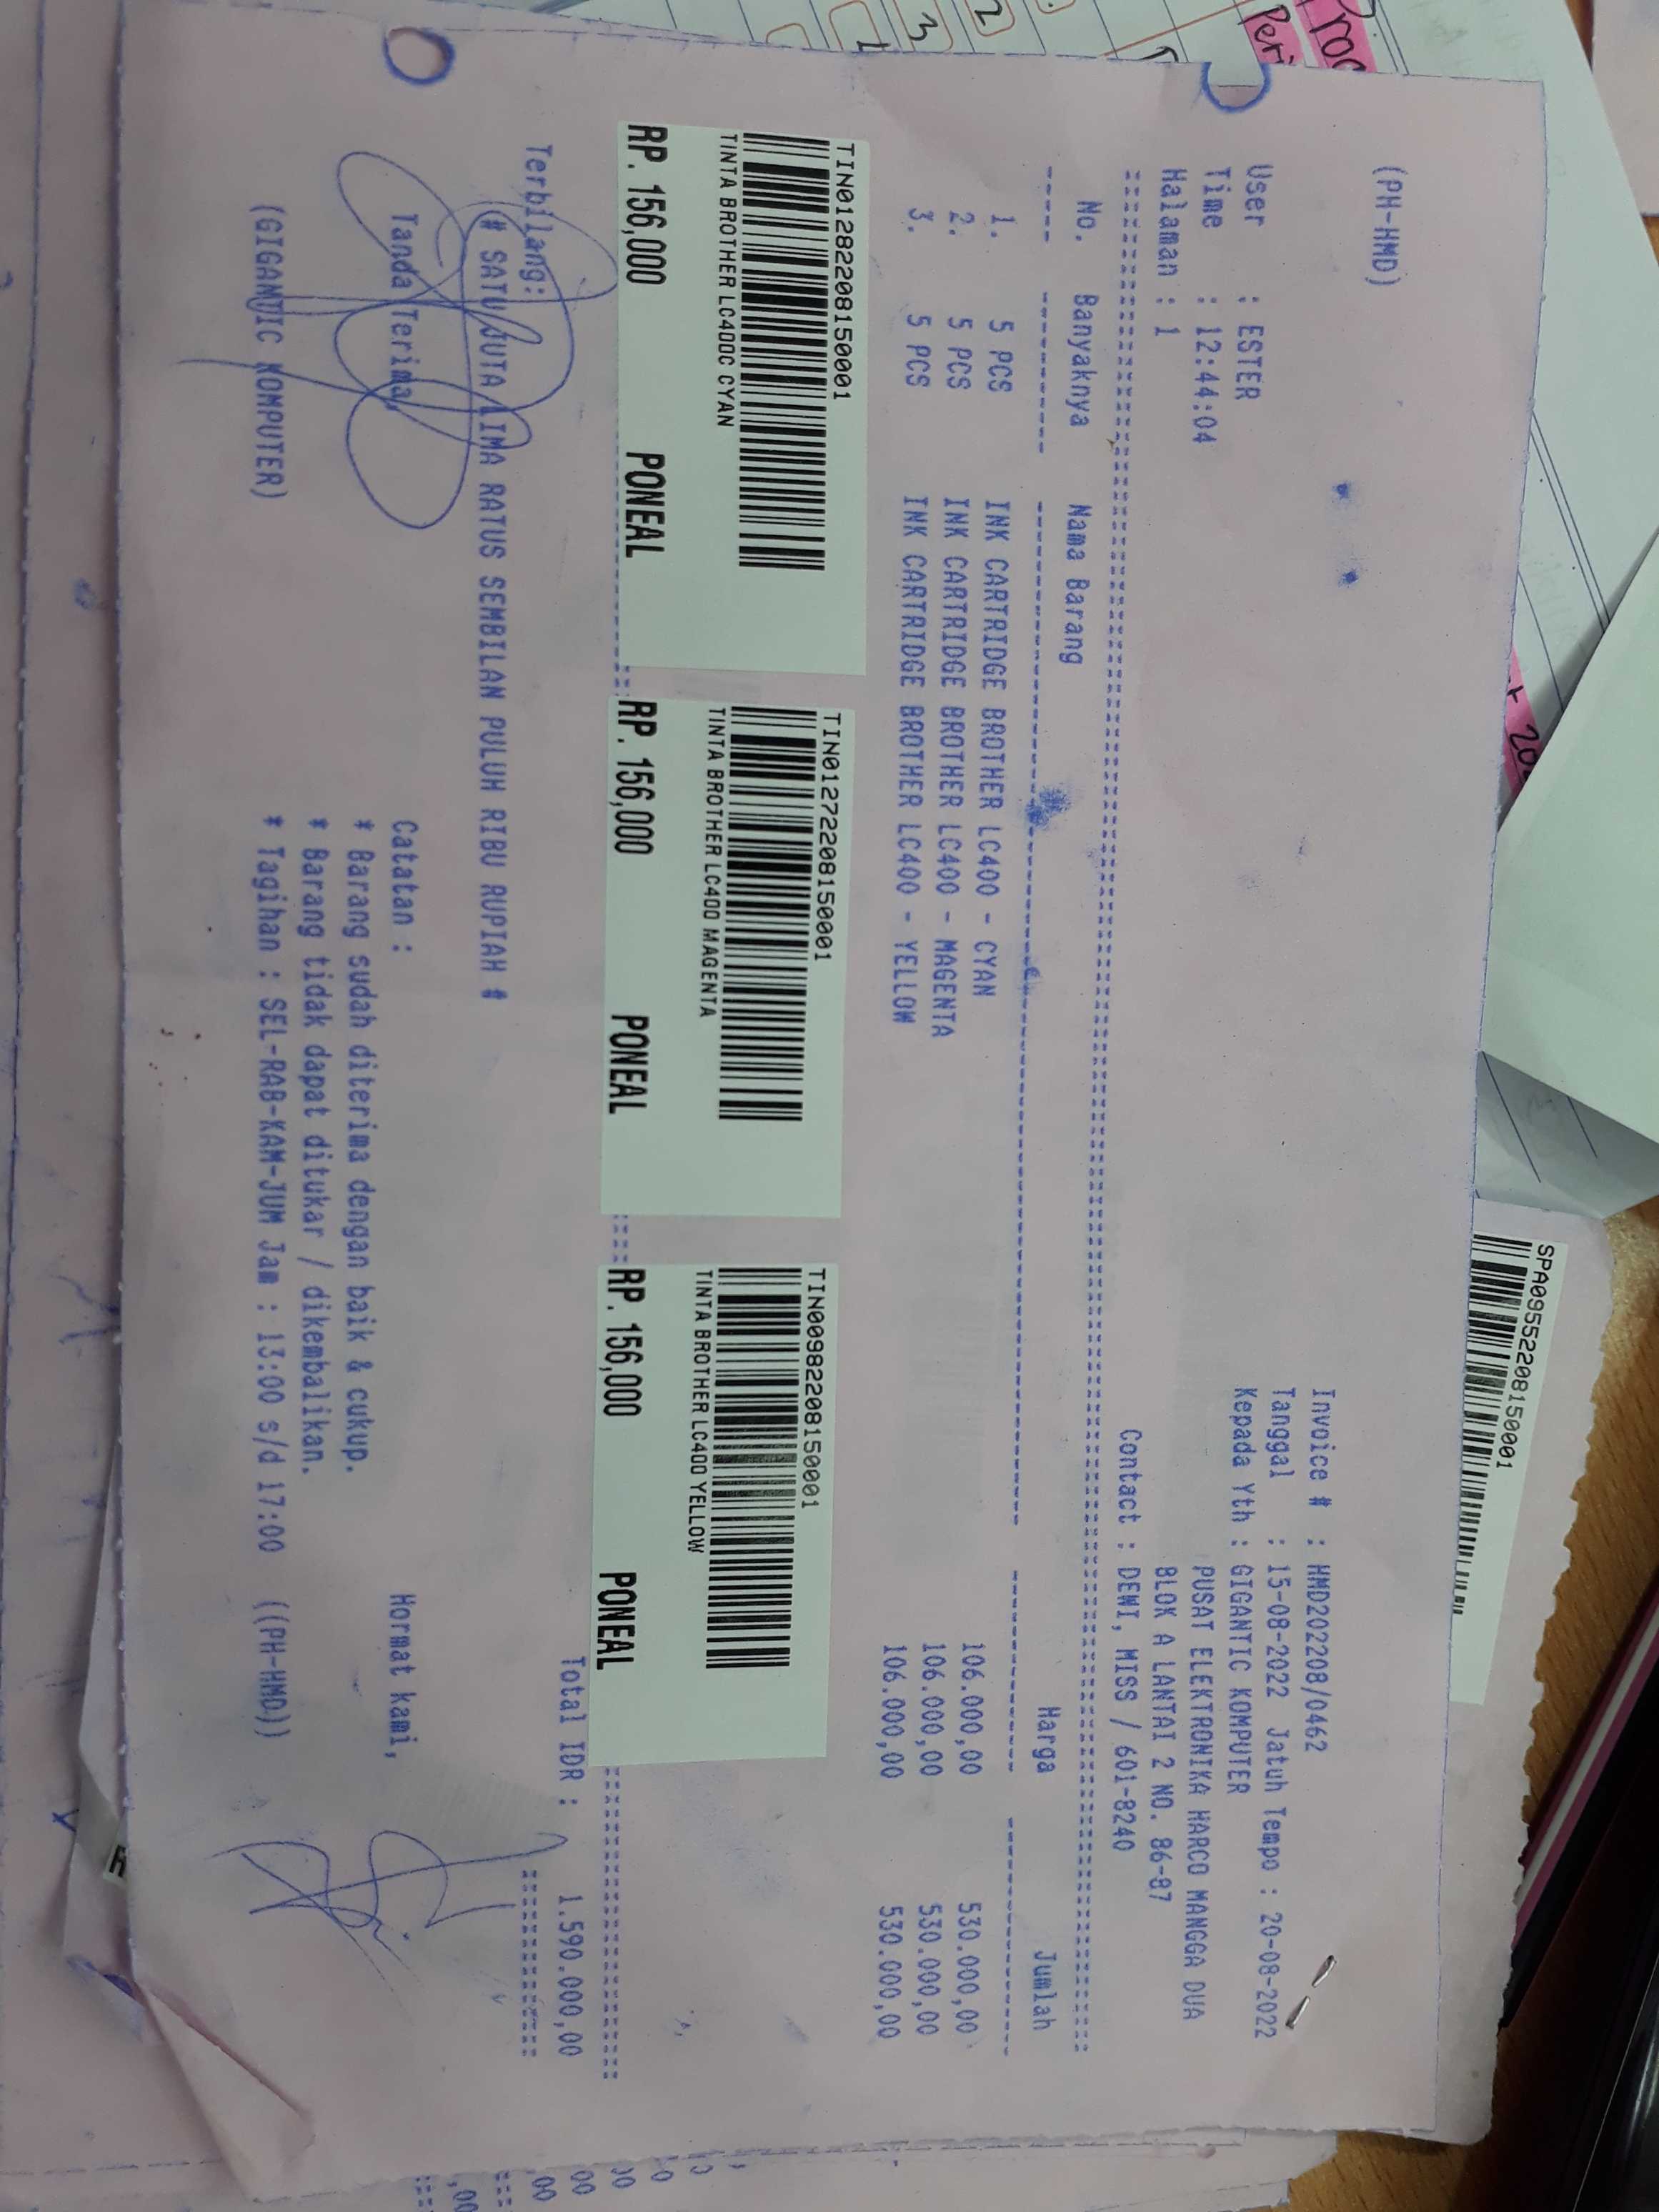 (PH-HMD)
Invoice # : HMD202208/0462
Tanggal : 15-08-2022 Jatuh Tempo : 20-08-2022
User : ESTER
Kepada Yth : GIGANTIC KOMPUTER
Time : 12:44:04
PUSAT ELEKTRONIKA HARCO MANGGA DUA
Halaman : 1
BLOK A LANTAI 2 NO. 86-87
Contact : DEWI, MISS / 601-8240
No. Banyaknya Nama Barang Harga Jumlah
1. 5 PCS INK CARTRIDGE BROTHER LC400 - CYAN 106.000,00 530.000,00
2. 5 PCS INK CARTRIDGE BROTHER LC400 - MAGENTA 106.000,00 530.000,00
3. 5 PCS INK CARTRIDGE BROTHER LC400 - YELLOW 106.000,00 530.000,00
TIN01282208150001
TINTA BROTHER LC400C CYAN
RP. 156,000 PONEAL
TIN01272208150001
TINTA BROTHER LC400 MAGENTA
RP. 156,000 PONEAL
TIN00982208150001
TINTA BROTHER LC400 YELLOW
RP. 156,000 PONEAL
Total IDR : 1.590.000,00
Terbilang:
(# SATU JUTA LIMA RATUS SEMBILAN PULUH RIBU RUPIAH #
Tanda Terima,
(GIGANTIC KOMPUTER)
Catatan :
* Barang sudah diterima dengan baik & cukup.
* Barang tidak dapat ditukar / dikembalikan.
* Tagihan : SEL-RAB-KAM-JUM Jam : 13:00 s/d 17:00
Hormat kami,
((PH-HMD))
SPA09552208150001